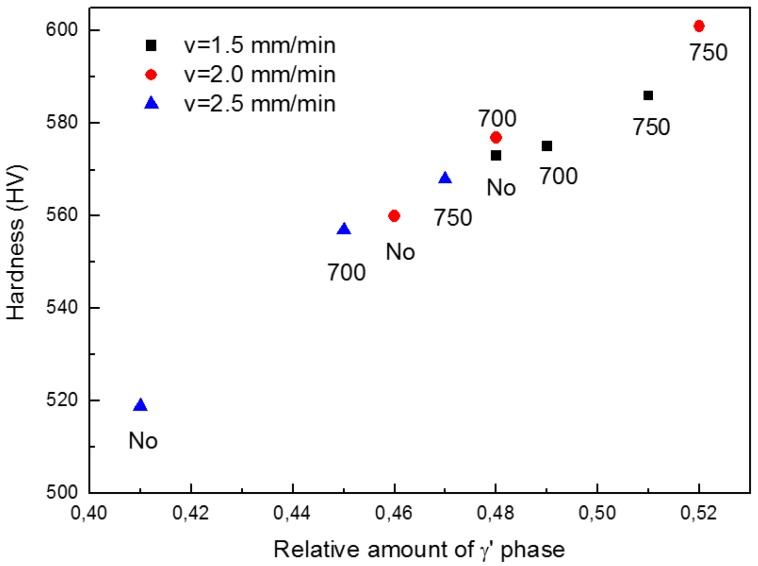 600
v=1.5 mm/min
750
v=2.0 mm/min
v=2.5 mm/min
580
700
750
No
700
560
750
No
700
540
520
No
500
0,40
0,42
0,44
0,46
0,48
0,50
0,52
Hardness (HV)
Relative amount of γ' phase